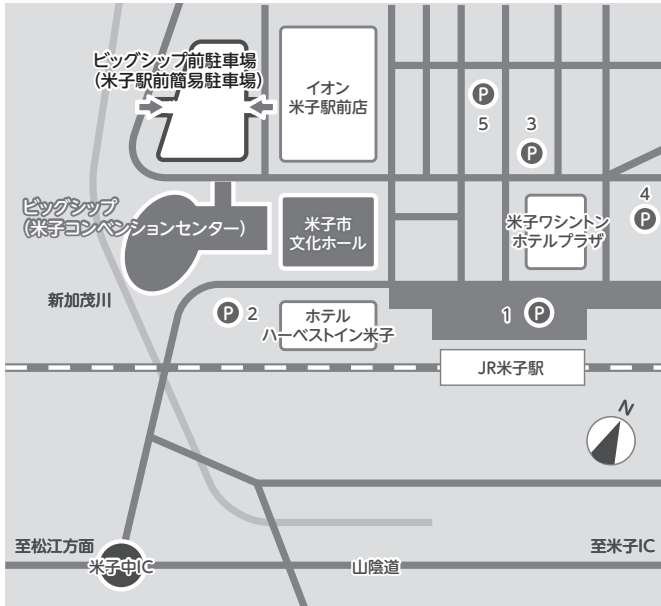 ビッグシップ前駐車場
(米子駅前簡易駐車場)
イオン
米子駅前店
P
5
3
P
4
P
ビッグシップ
(米子コンベンションセンター)
米子市
文化ホール
米子ワシントン
ホテルプラザ
新加茂川
P 2
ホテル
ハーベストイン米子
1 P
JR米子駅
N
至松江方面
米子中IC
山陰道
至米子IC